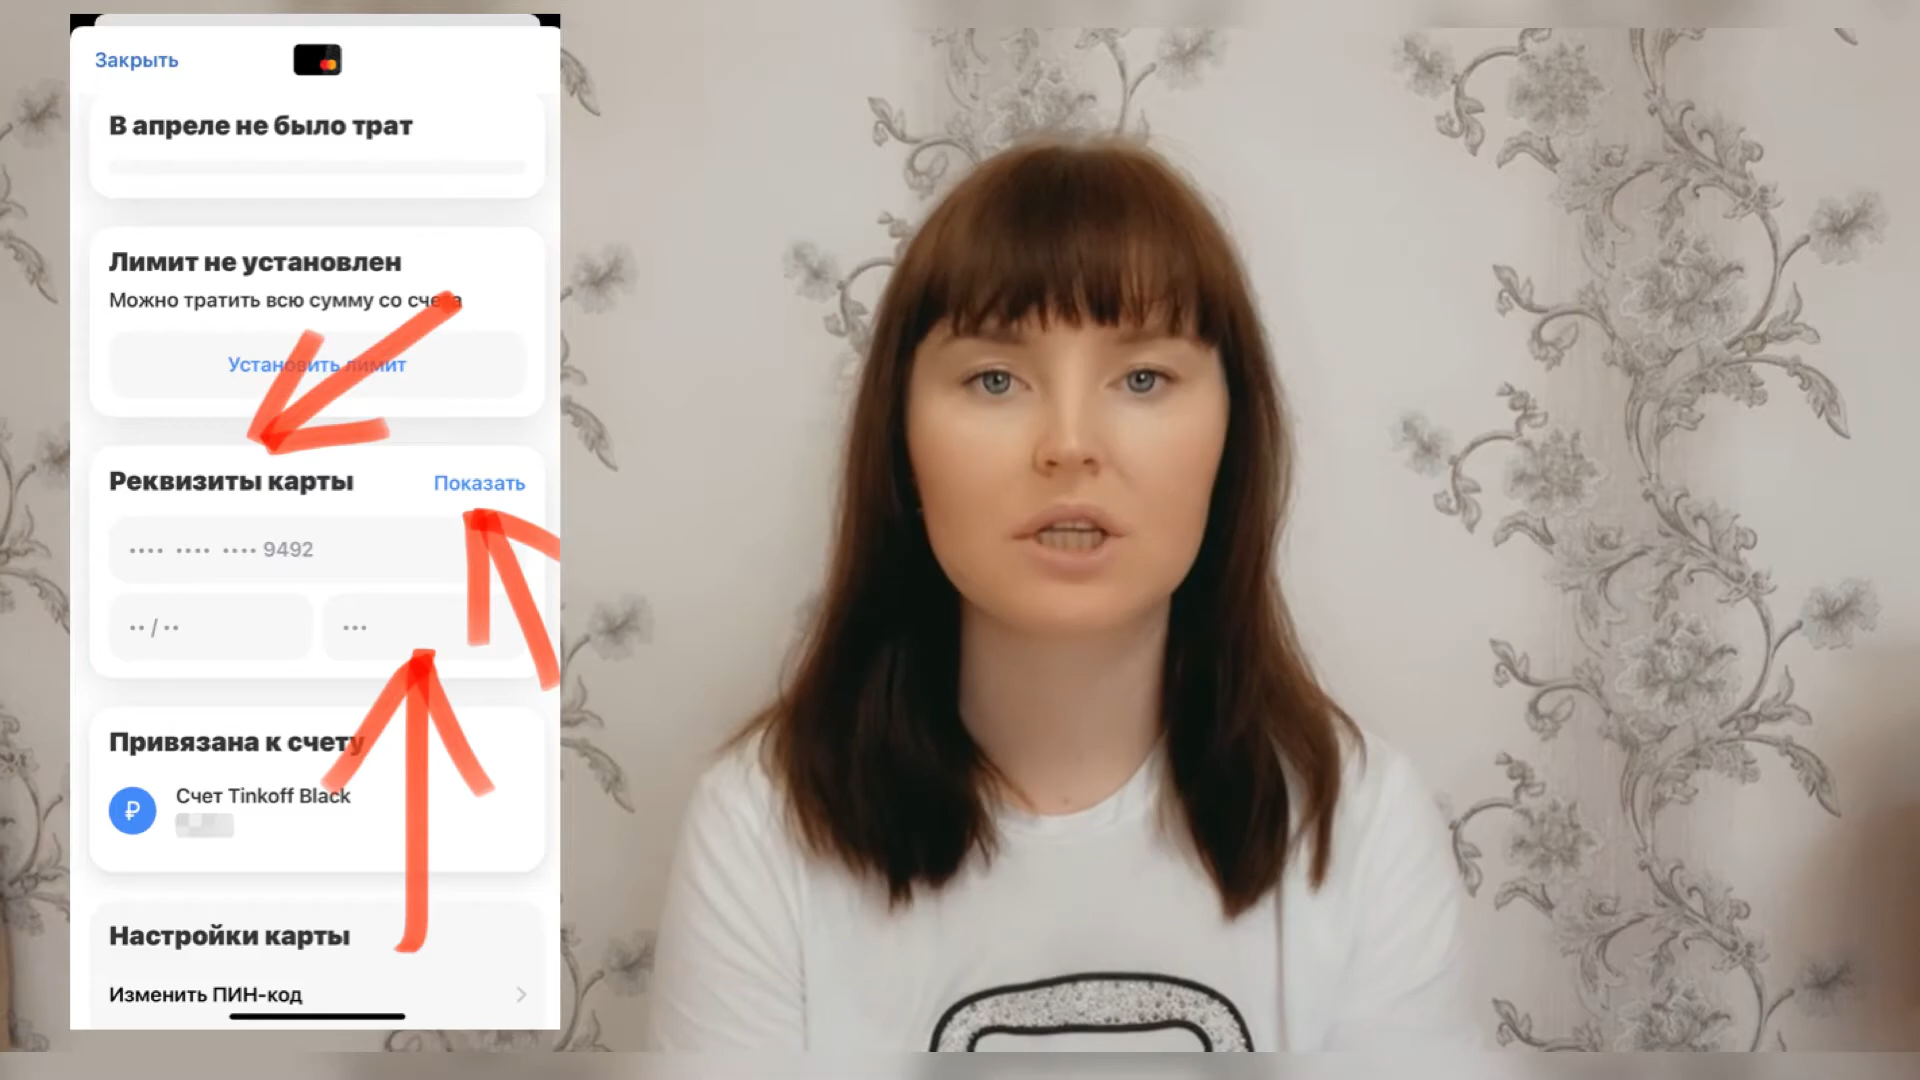 Закрыть
В апреле не было трат
Лимит не установлен
Можно тратить всю сумму со счета
Установить лимит
Реквизиты карты
Показать
•••• •••• •••• 9492
•• / ••
•••
Привязана к счету
₽
Счет Tinkoff Black
Настройки карты
Изменить ПИН-код